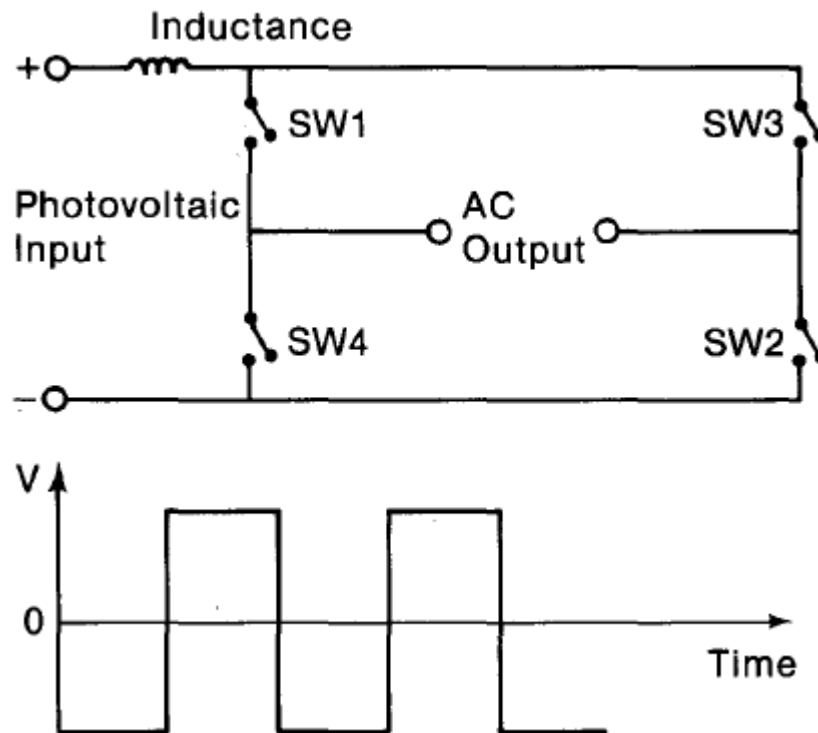 Inductance
+
SW1
SW3
Photovoltaic
Input
AC
Output
SW4
SW2
−
V
0
Time